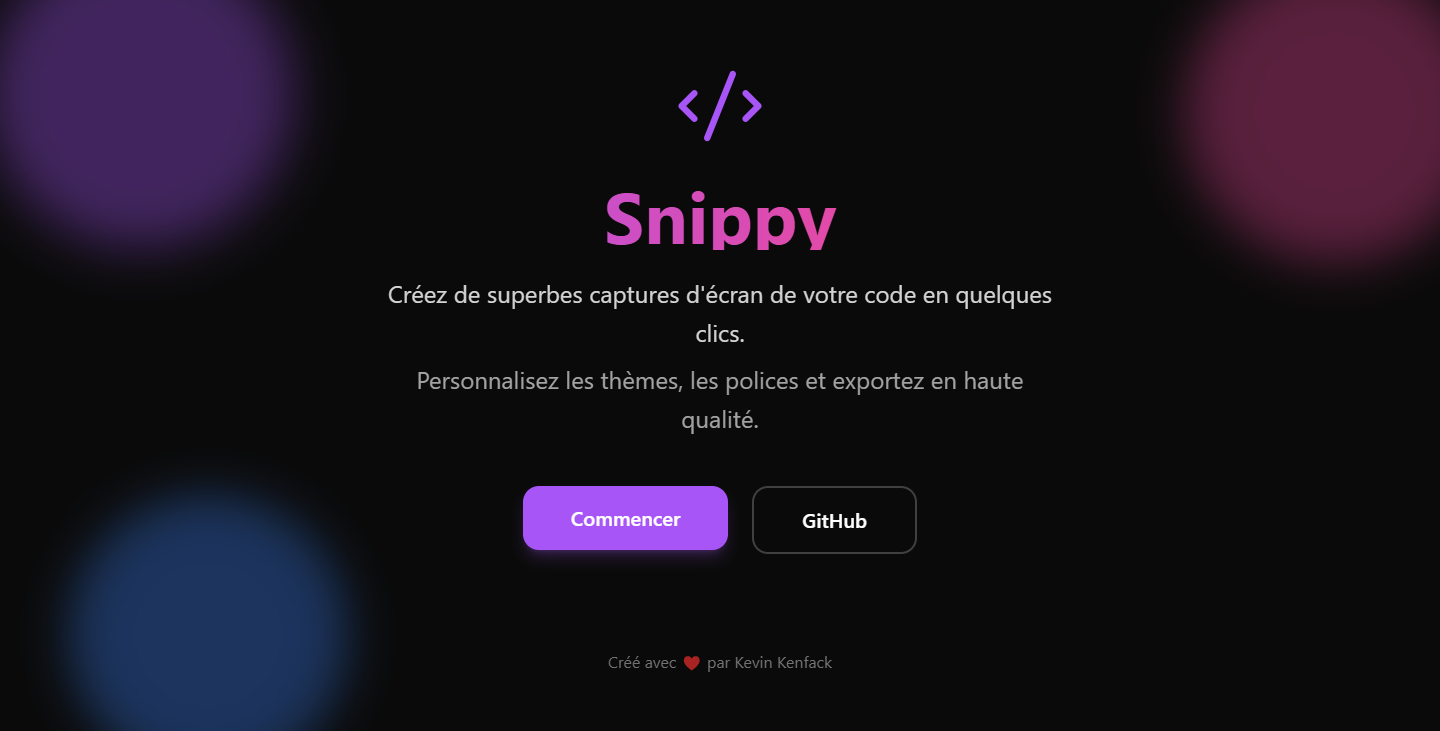 Snippy
Créez de superbes captures d'écran de votre code en quelques
clics.
Personnalisez les thèmes, les polices et exportez en haute
qualité.
Commencer
GitHub
Créé avec ❤️ par Kevin Kenfack